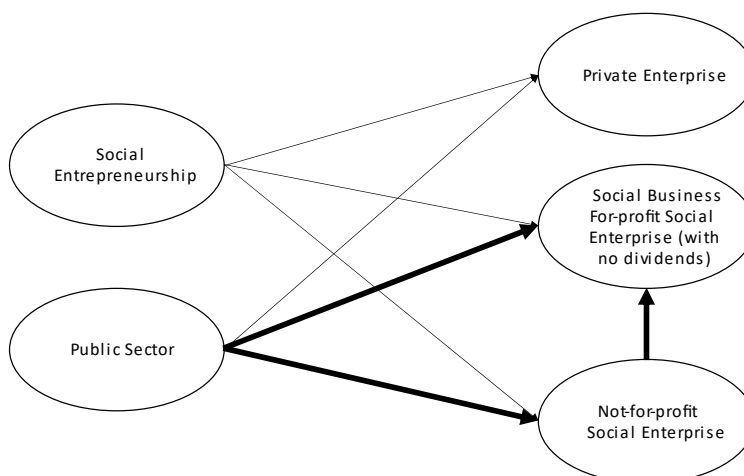 Private Enterprise
Social
Entrepreneurship
Social Business
For-profit Social
Enterprise (with
no dividends)
Public Sector
Not-for-profit
Social Enterprise